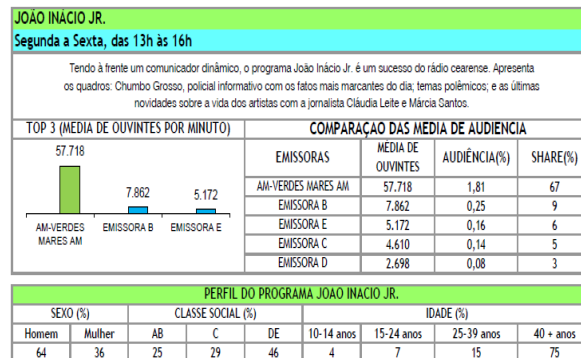 JOÃO INÁCIO JR.
Segunda a Sexta, das 13h às 16h
Tendo à frente um comunicador dinâmico, o programa João Inácio Jr. é um sucesso do rádio cearense. Apresenta
os quadros: Chumbo Grosso, policial informativo com os fatos mais marcantes do dia; temas polêmicos; e as últimas
novidades sobre a vida dos artistas com a jornalista Cláudia Leite e Márcia Santos.
TOP 3 (MEDIA DE OUVINTES POR MINUTO)
57.718
7.862
5.172
AM-VERDES MARES AM
EMISSORA B
EMISSORA E
COMPARAÇAO DAS MEDIA DE AUDIENCIA
EMISSORAS MÉDIA DE OUVINTES AUDIÊNCIA(%) SHARE(%)
AM-VERDES MARES AM 57.718 1,81 67
EMISSORA B 7.862 0,25 9
EMISSORA E 5.172 0,16 6
EMISSORA C 4.610 0,14 5
EMISSORA D 2.698 0,08 3
PERFIL DO PROGRAMA JOAO INACIO JR.
SEXO (%) CLASSE SOCIAL (%) IDADE (%)
Homem Mulher AB C DE 10-14 anos 15-24 anos 25-39 anos 40 + anos
64 36 25 29 46 4 7 15 75